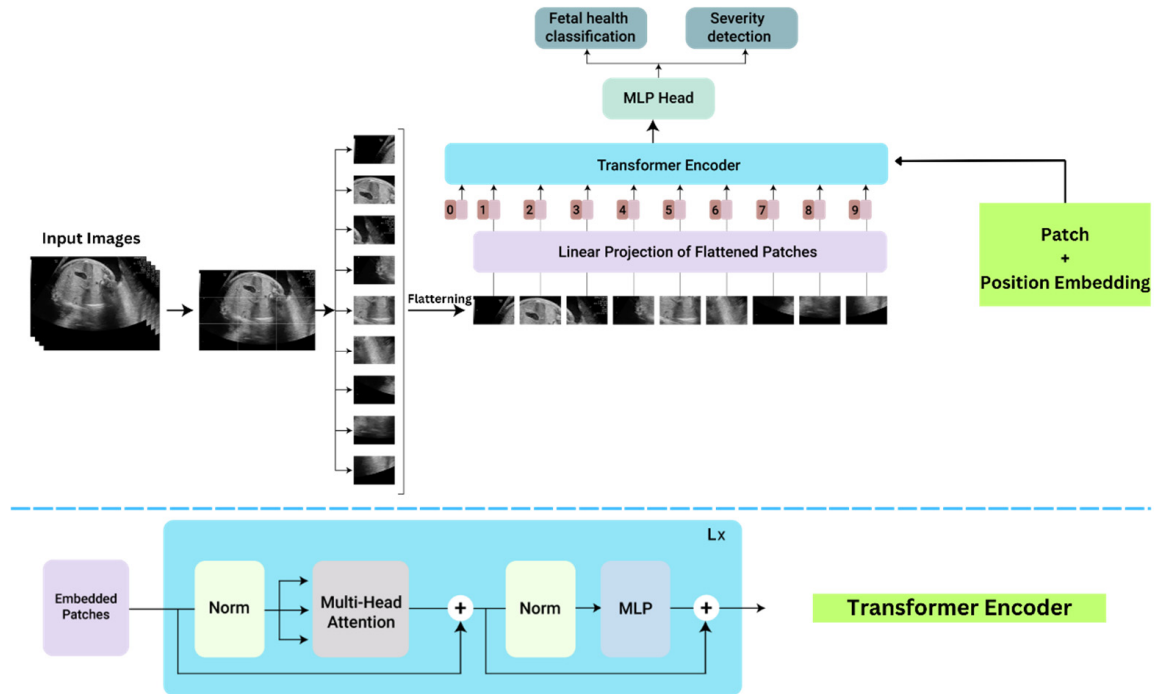 Fetal health
classification
Severity
detection
MLP Head
Transformer Encoder
0 1 2 3 4 5 6 7 8 9
Linear Projection of Flattened Patches
Patch
+
Position Embedding
Input Images
Flatterning
Lx
Embedded
Patches
Norm
Multi-Head
Attention
+
Norm
MLP
+
Transformer Encoder